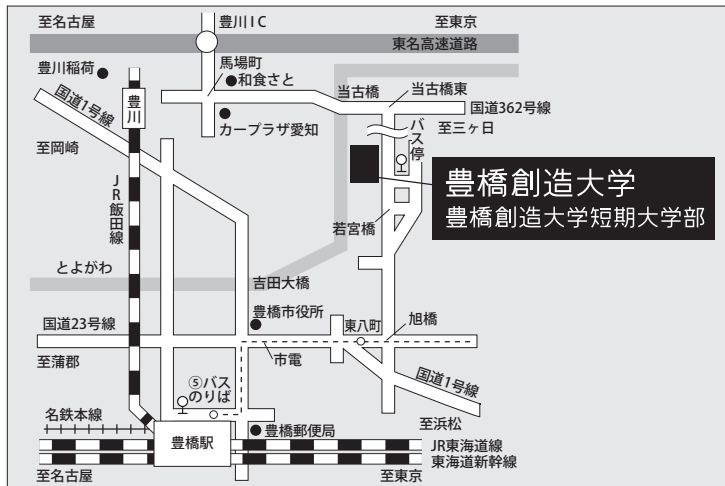 至名古屋
豊川IC
至東京
東名高速道路
豊川稲荷
馬場町
和食さと
当古橋
当古橋東
国道362号線
豊川
国道1号線
カープラザ愛知
バス停
至三ヶ日
至岡崎
JR飯田線
豊橋創造大学
豊橋創造大学短期大学部
若宮橋
とよがわ
吉田大橋
国道23号線
豊橋市役所
東八町
旭橋
至蒲郡
市電
⑤バス
のりば
国道1号線
名鉄本線
至浜松
豊橋駅
豊橋郵便局
JR東海道線
東海道新幹線
至名古屋
至東京